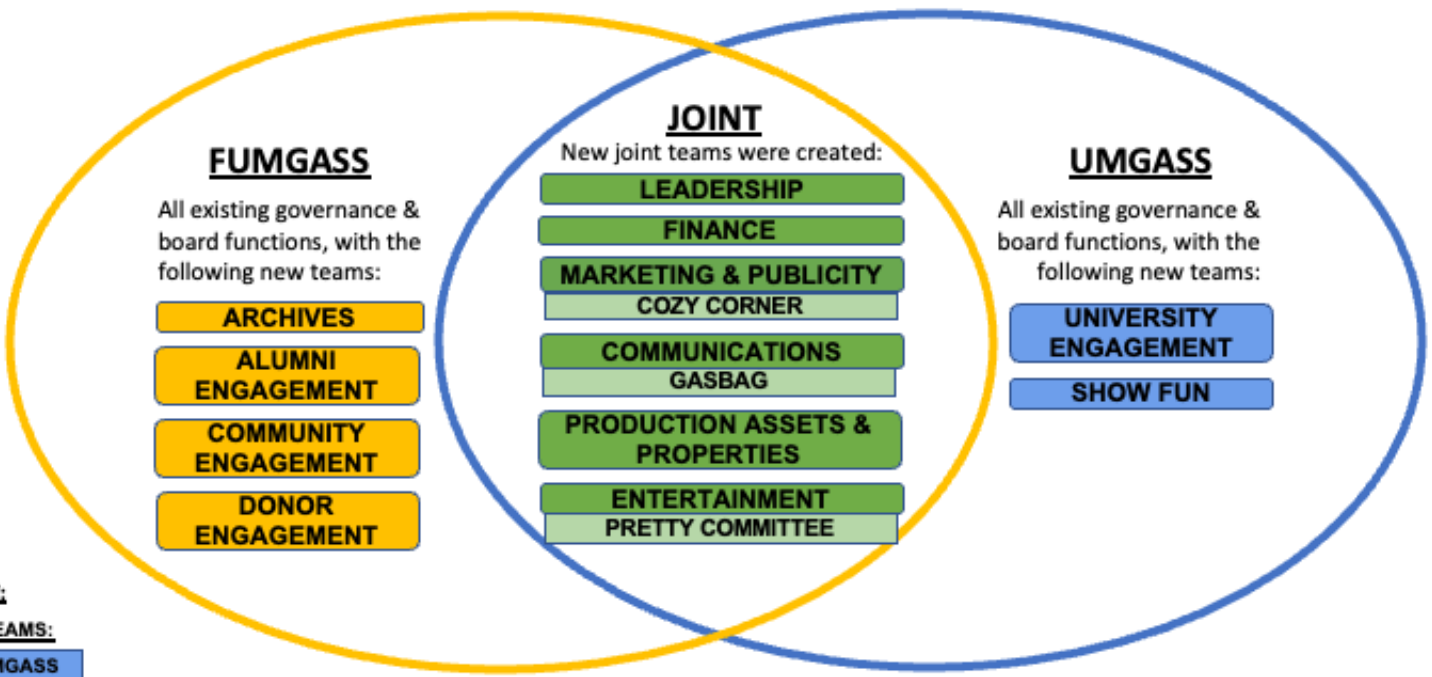 FUMGASS
All existing governance &
board functions, with the
following new teams:
ARCHIVES
ALUMNI
ENGAGEMENT
COMMUNITY
ENGAGEMENT
DONOR
ENGAGEMENT
JOINT
New joint teams were created:
LEADERSHIP
FINANCE
MARKETING & PUBLICITY
COZY CORNER
COMMUNICATIONS
GASBAG
PRODUCTION ASSETS &
PROPERTIES
ENTERTAINMENT
PRETTY COMMITTEE
UMGASS
All existing governance &
board functions, with the
following new teams:
UNIVERSITY
ENGAGEMENT
SHOW FUN
EAMS:
MGASS